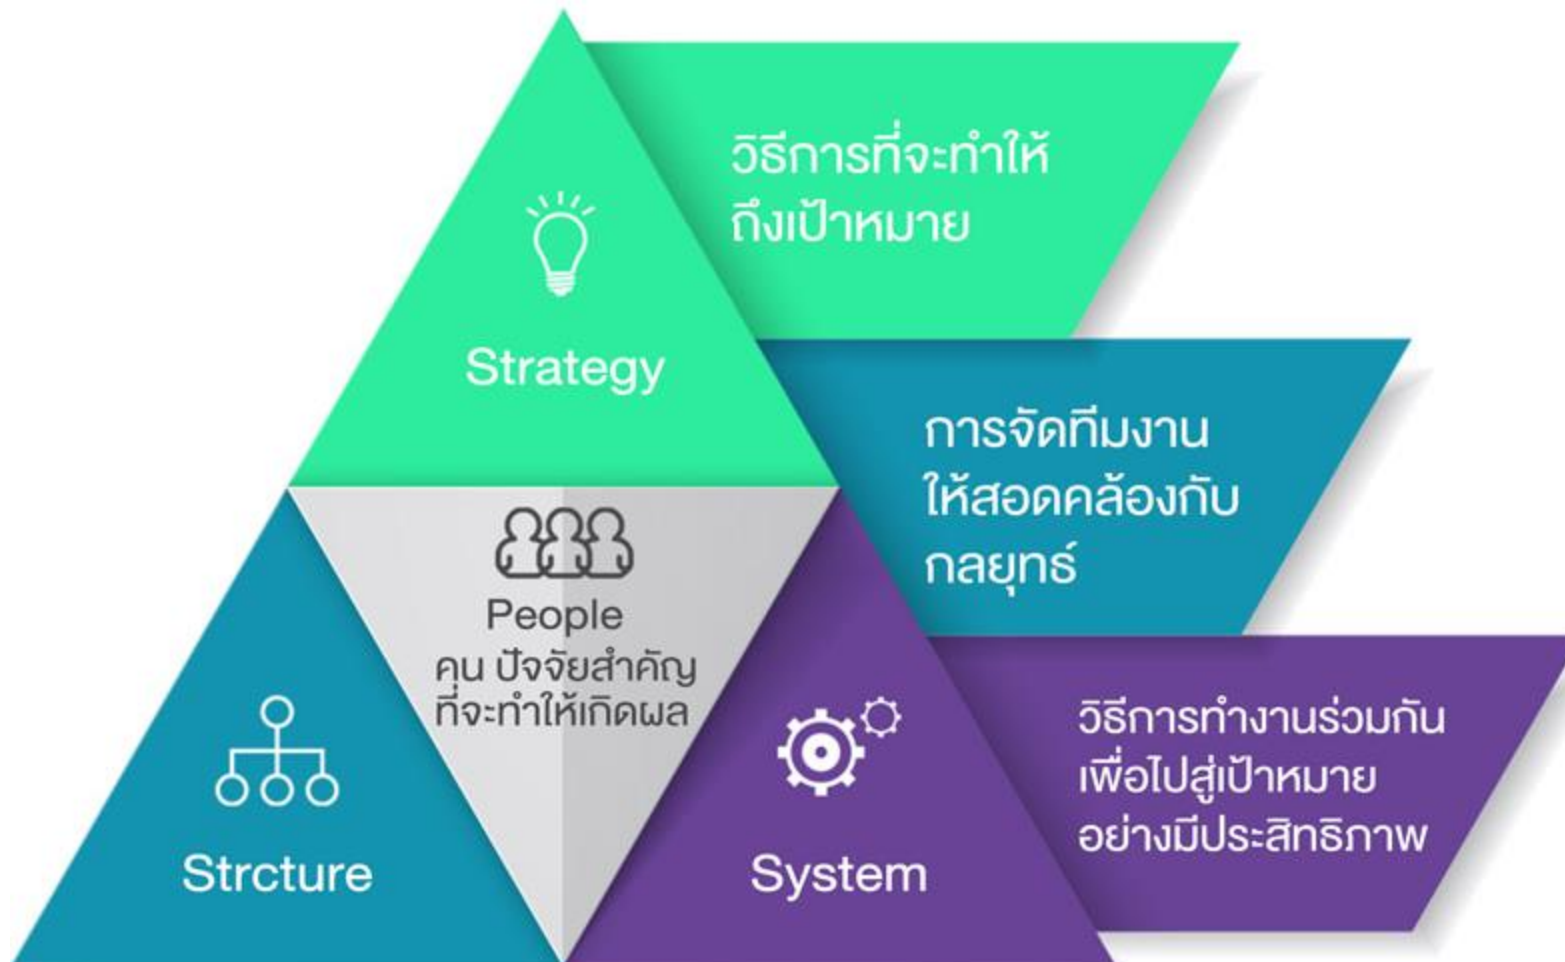 Strategy
วิธีการที่จะทำให้
ถึงเป้าหมาย
การจัดทีมงาน
ให้สอดคล้องกับ
กลยุทธ์
People
คน ปัจจัยสำคัญ
ที่จะทำให้เกิดผล
Strcture
System
วิธีการทำงานร่วมกัน
เพื่อไปสู่เป้าหมาย
อย่างมีประสิทธิภาพ